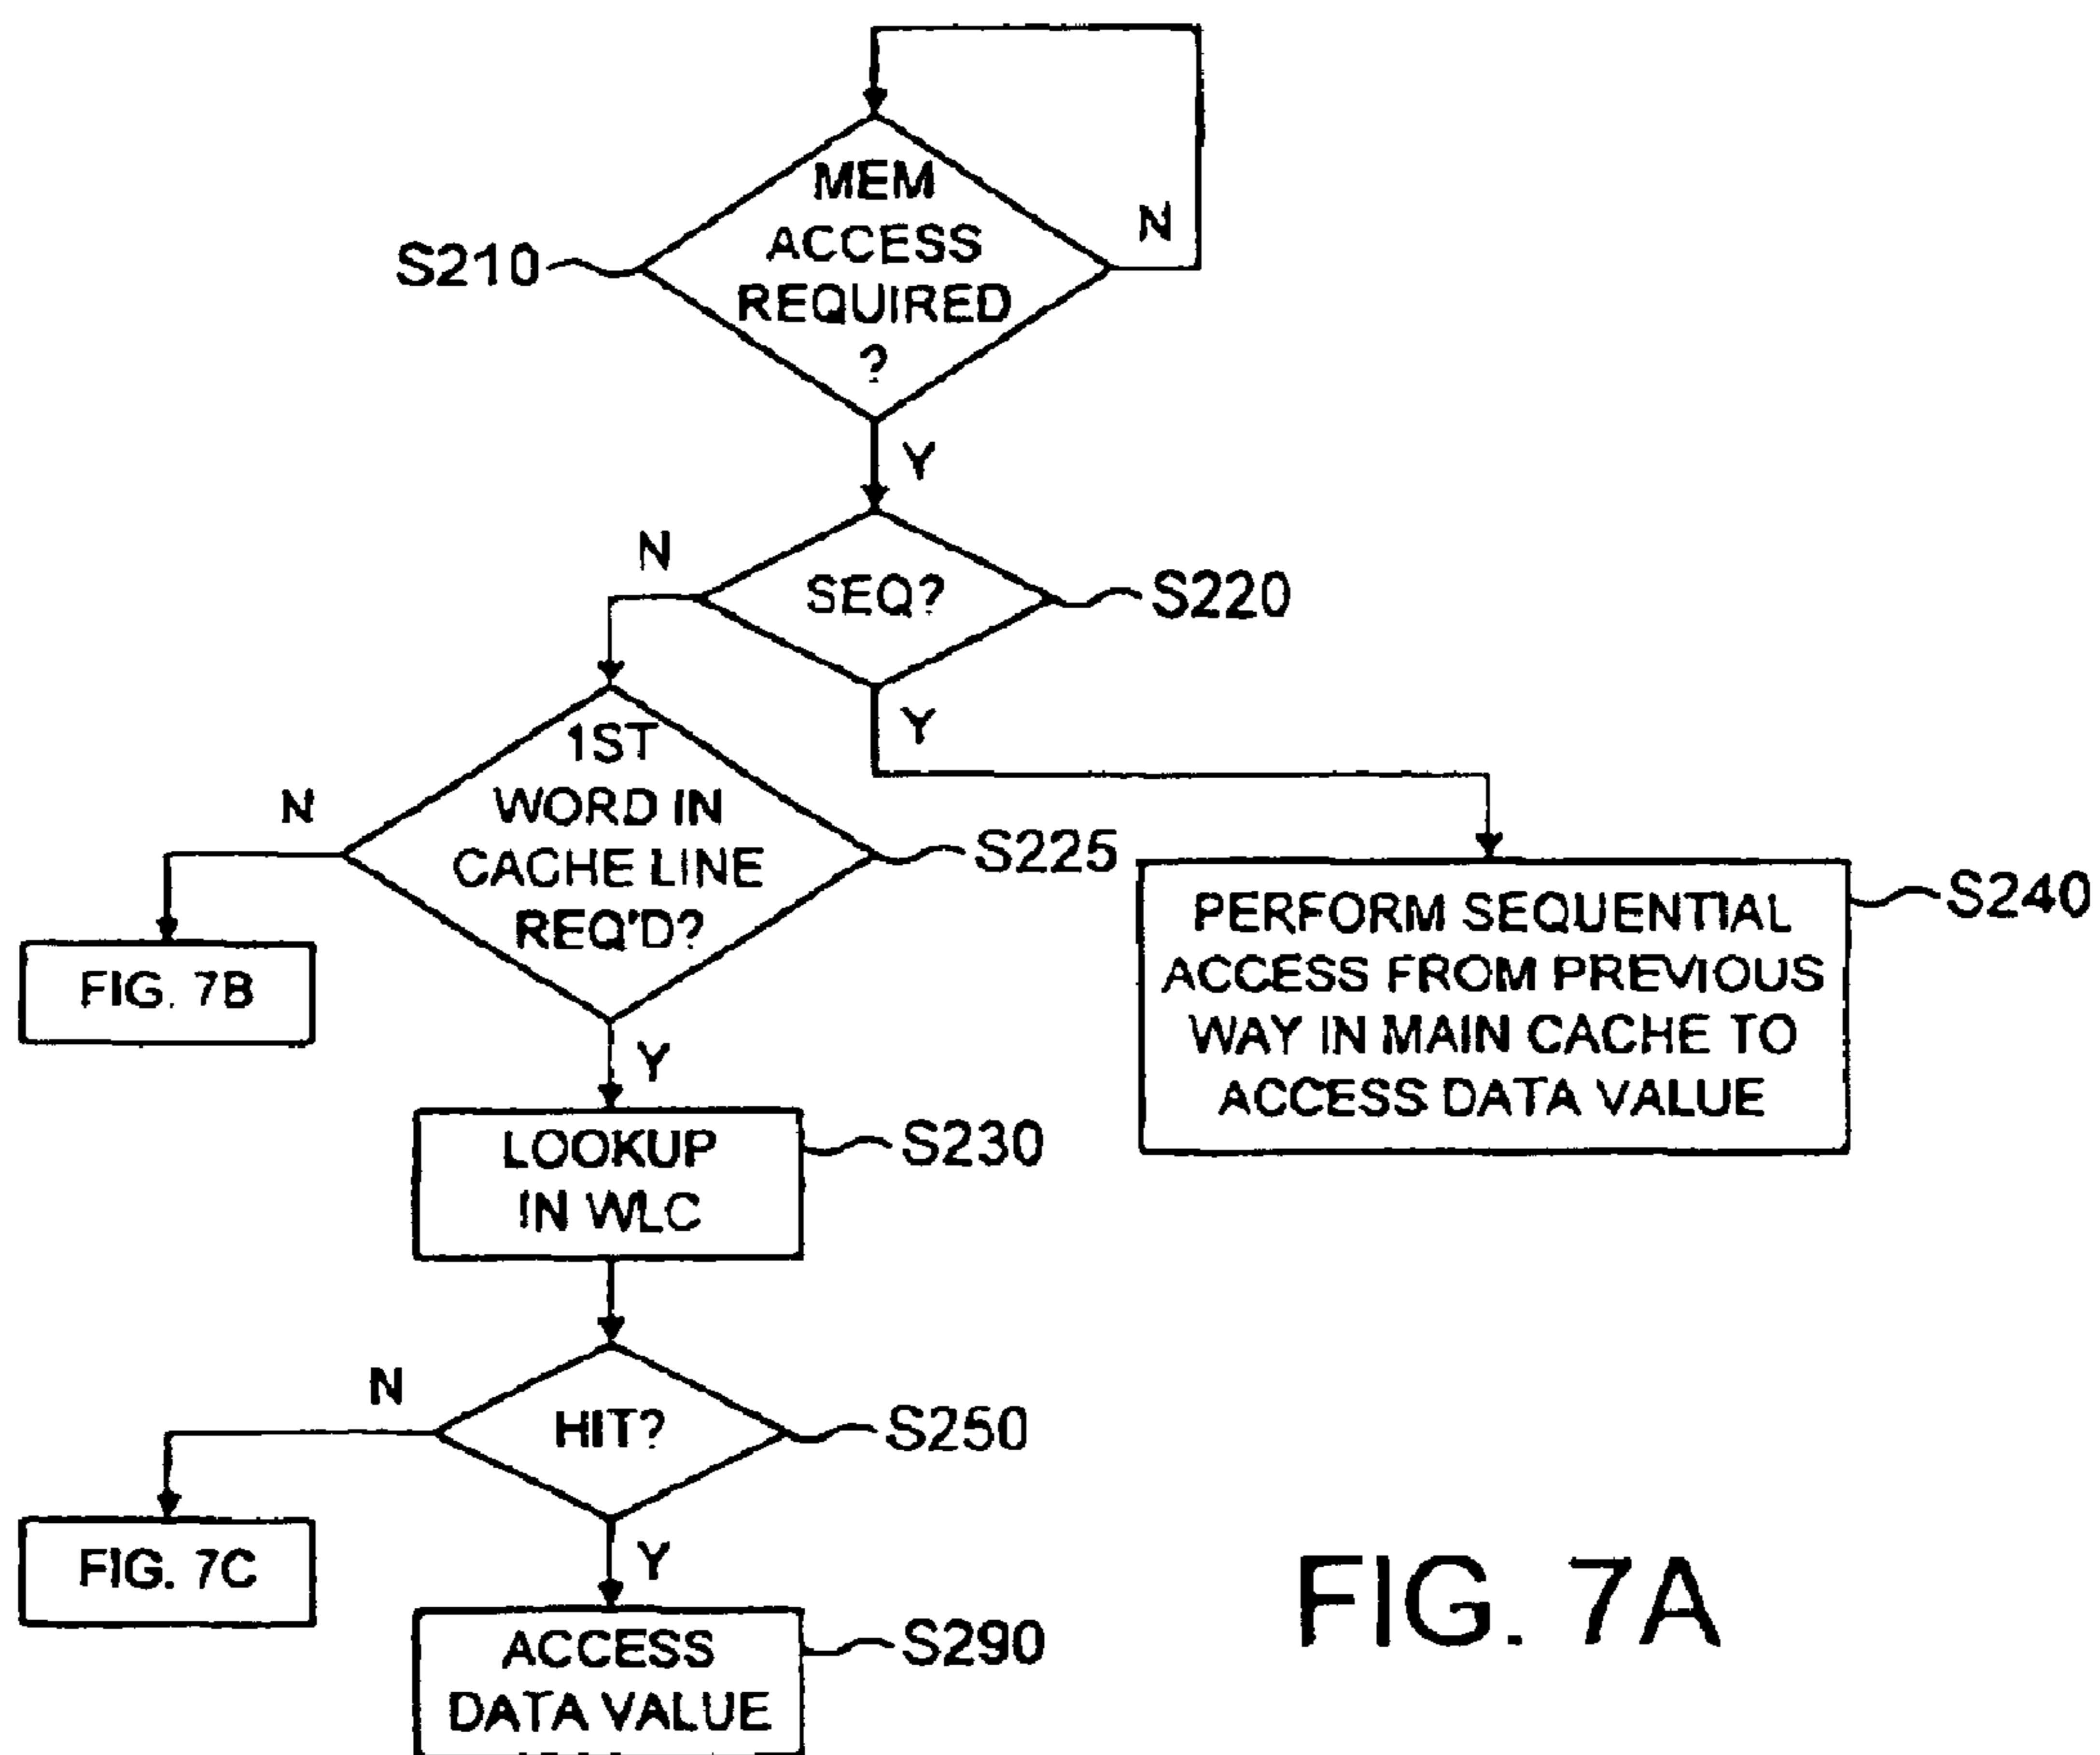 MEM
ACCESS
REQUIRED
?
S210
N
Y
SEQ?
S220
N
Y
1ST
WORD IN
CACHE LINE
REQ'D?
S225
N
FIG. 7B
Y
PERFORM SEQUENTIAL
ACCESS FROM PREVIOUS
WAY IN MAIN CACHE TO
ACCESS DATA VALUE
S240
LOOKUP
IN WLC
S230
HIT?
S250
N
FIG. 7C
Y
ACCESS
DATA VALUE
S290
FIG. 7A